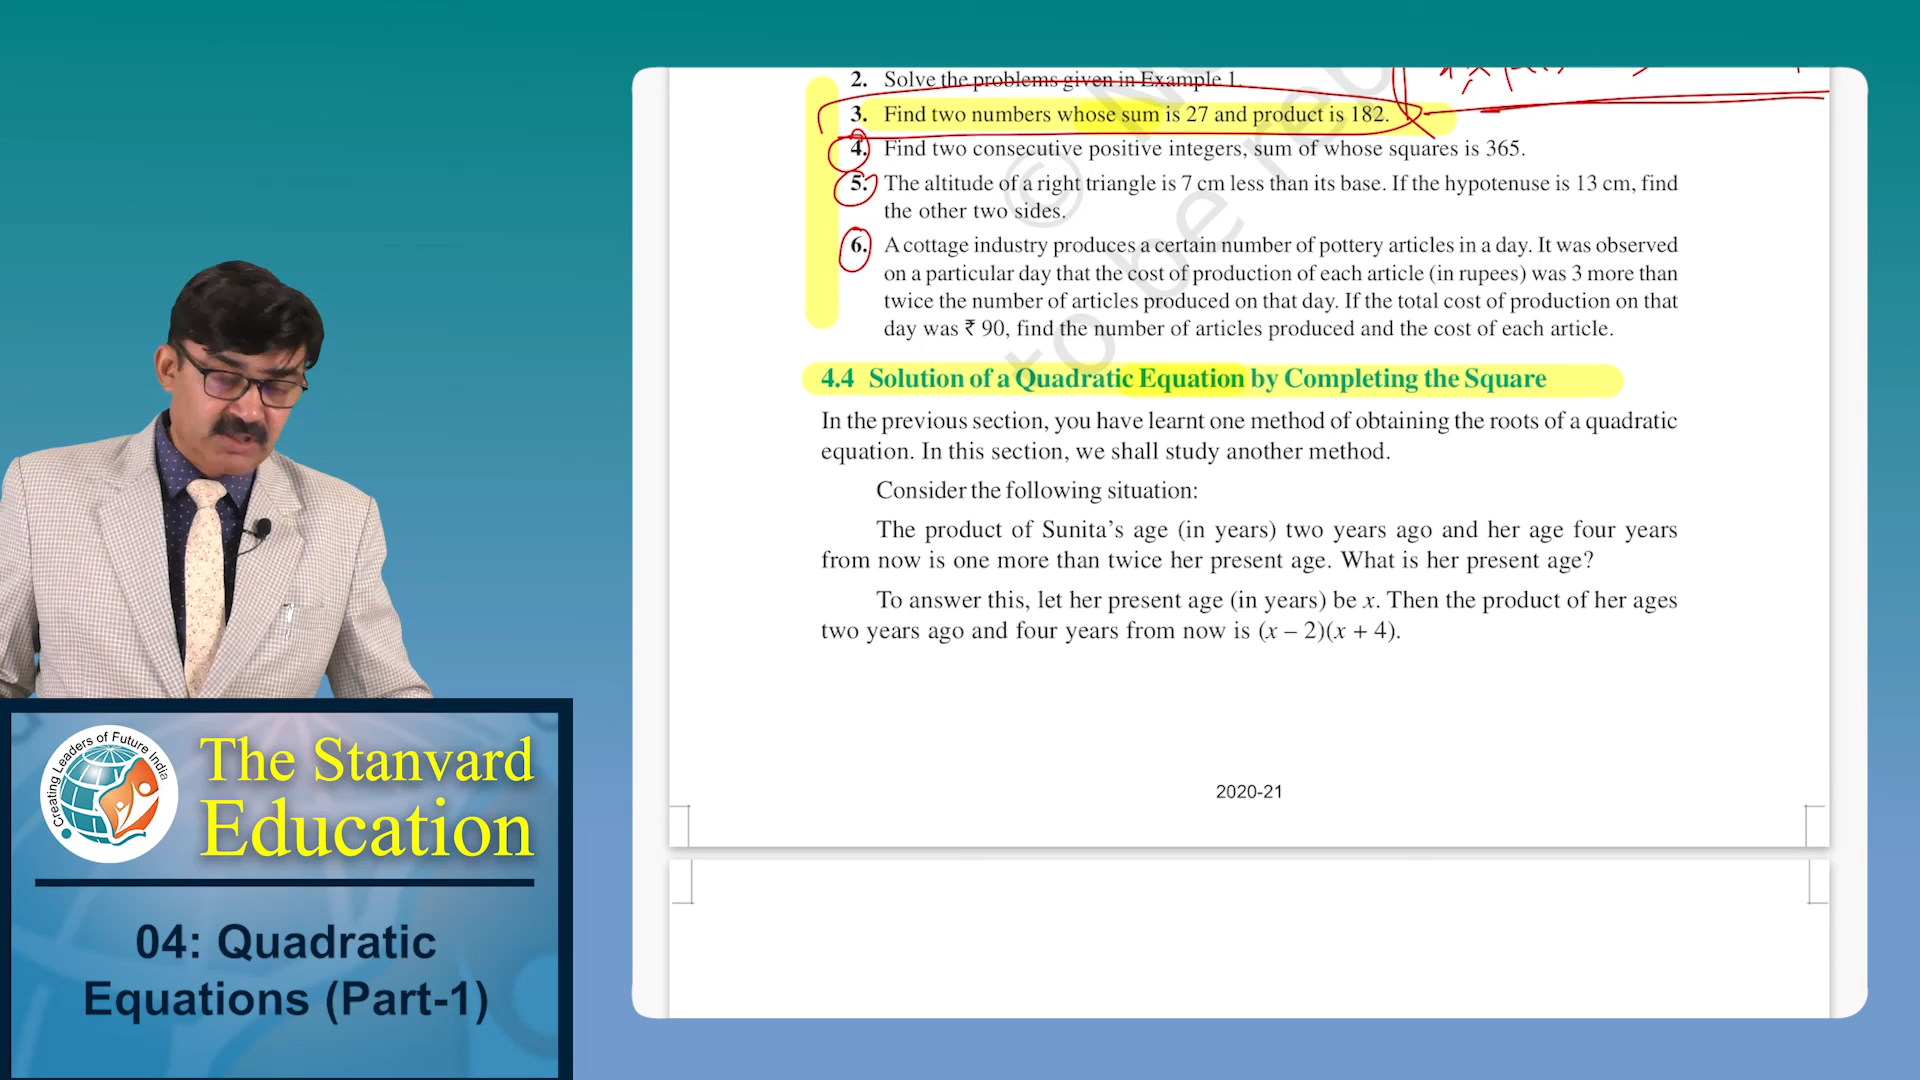 2. Solve the problems given in Example 1.
3. Find two numbers whose sum is 27 and product is 182.
4. Find two consecutive positive integers, sum of whose squares is 365.
5. The altitude of a right triangle is 7 cm less than its base. If the hypotenuse is 13 cm, find
the other two sides.
6. A cottage industry produces a certain number of pottery articles in a day. It was observed
on a particular day that the cost of production of each article (in rupees) was 3 more than
twice the number of articles produced on that day. If the total cost of production on that
day was ₹ 90, find the number of articles produced and the cost of each article.
4.4 Solution of a Quadratic Equation by Completing the Square
In the previous section, you have learnt one method of obtaining the roots of a quadratic
equation. In this section, we shall study another method.
Consider the following situation:
The product of Sunita’s age (in years) two years ago and her age four years
from now is one more than twice her present age. What is her present age?
To answer this, let her present age (in years) be x. Then the product of her ages
two years ago and four years from now is (x – 2)(x + 4).
2020-21
©
to be
Creating Leaders of Future India
The Stanvard
Education
04: Quadratic
Equations (Part-1)